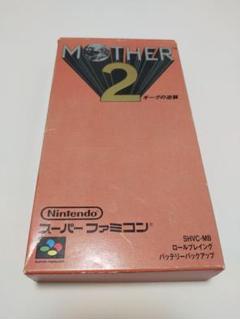 MOTHER
2
ギーグの逆襲
Nintendo
スーパーファミコン
SHVC-MB
ロールプレイング
バッテリーバックアップ